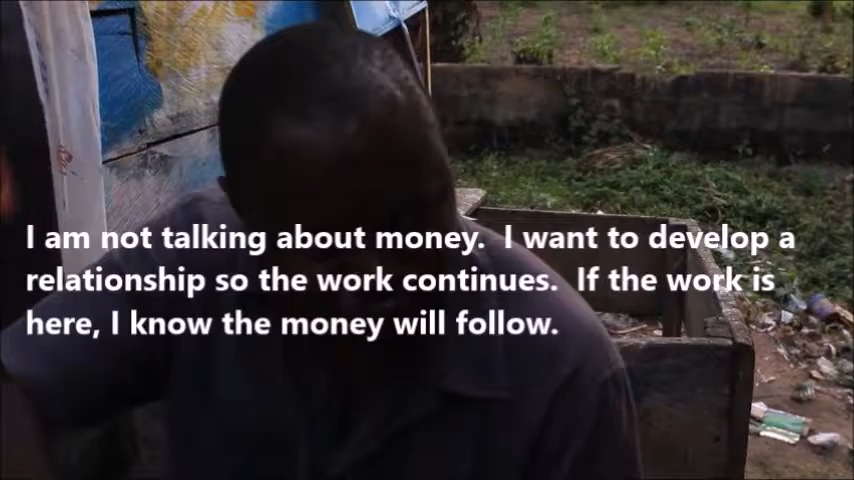 I am not talking about money.  I want to develop a
relationship so the work continues.  If the work is
here, I know the money will follow.